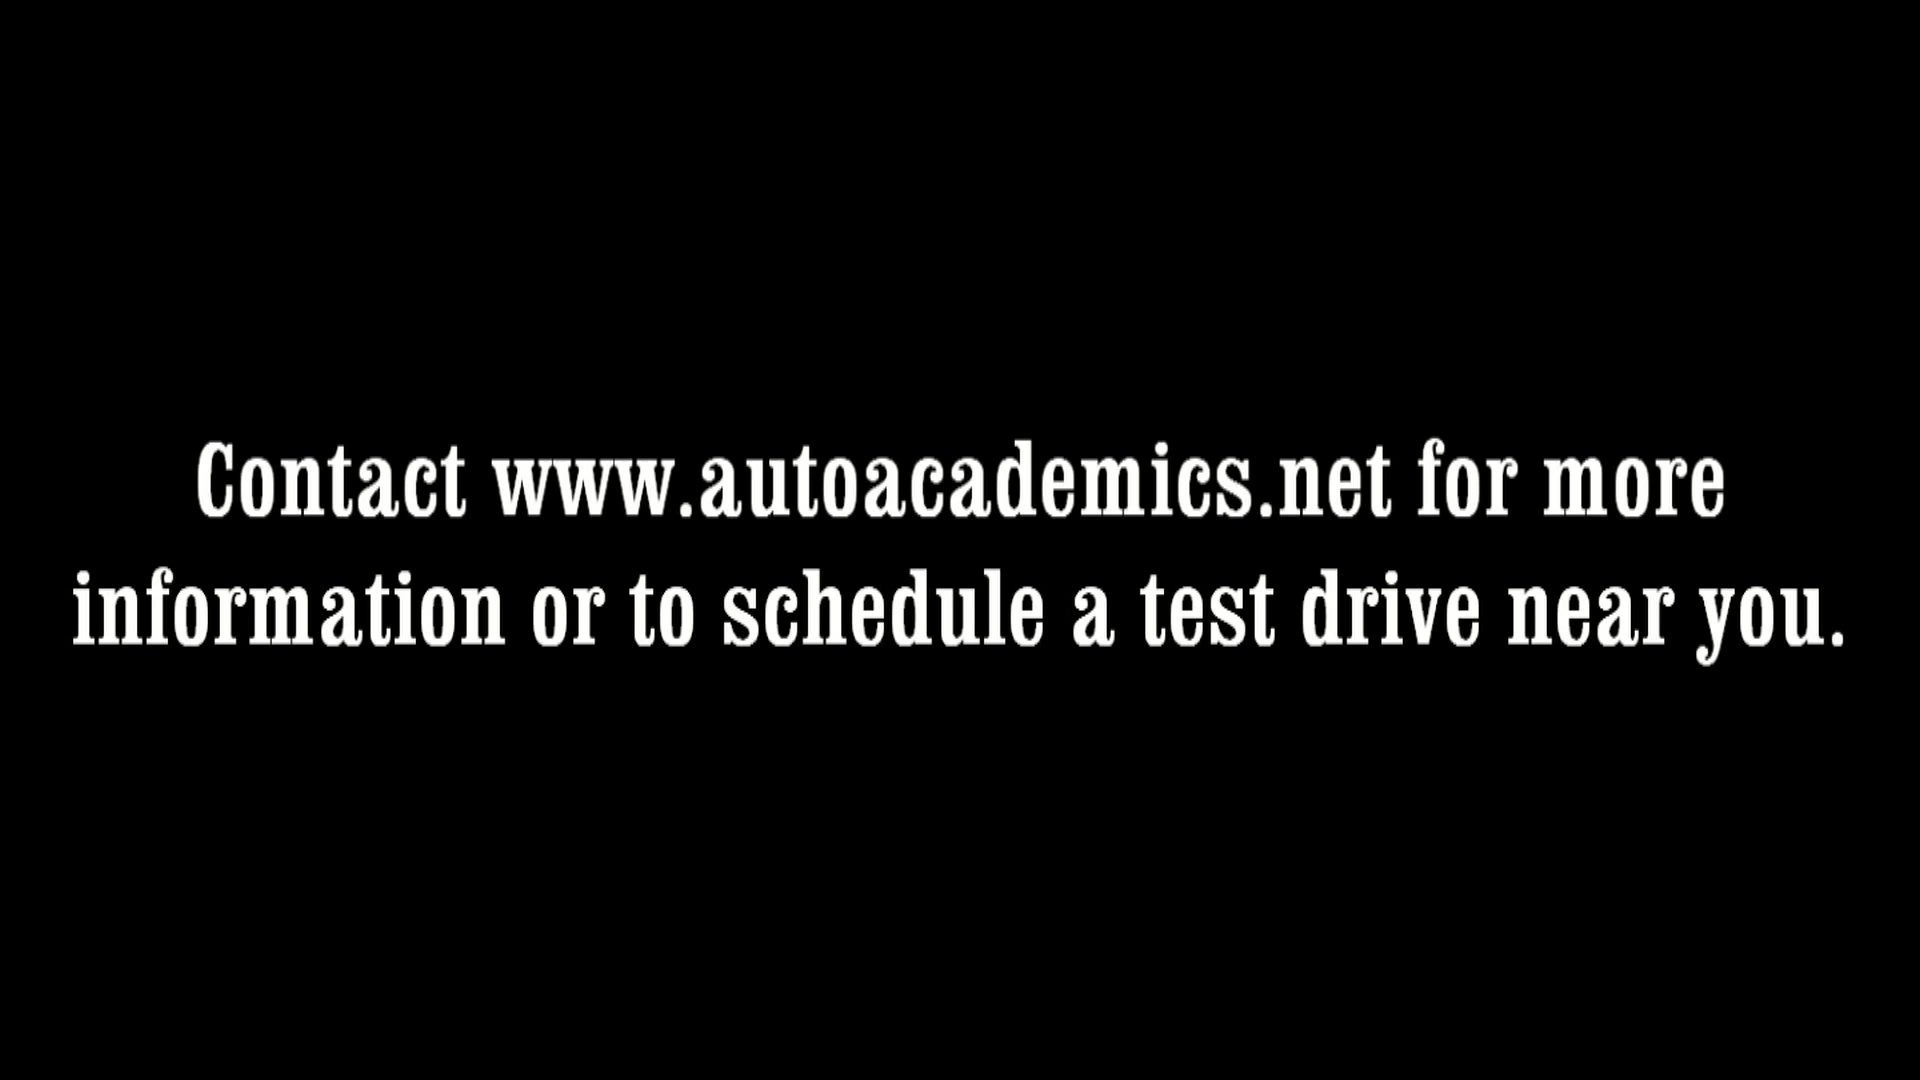 Contact www.autoacademics.net for more
information or to schedule a test drive near you.